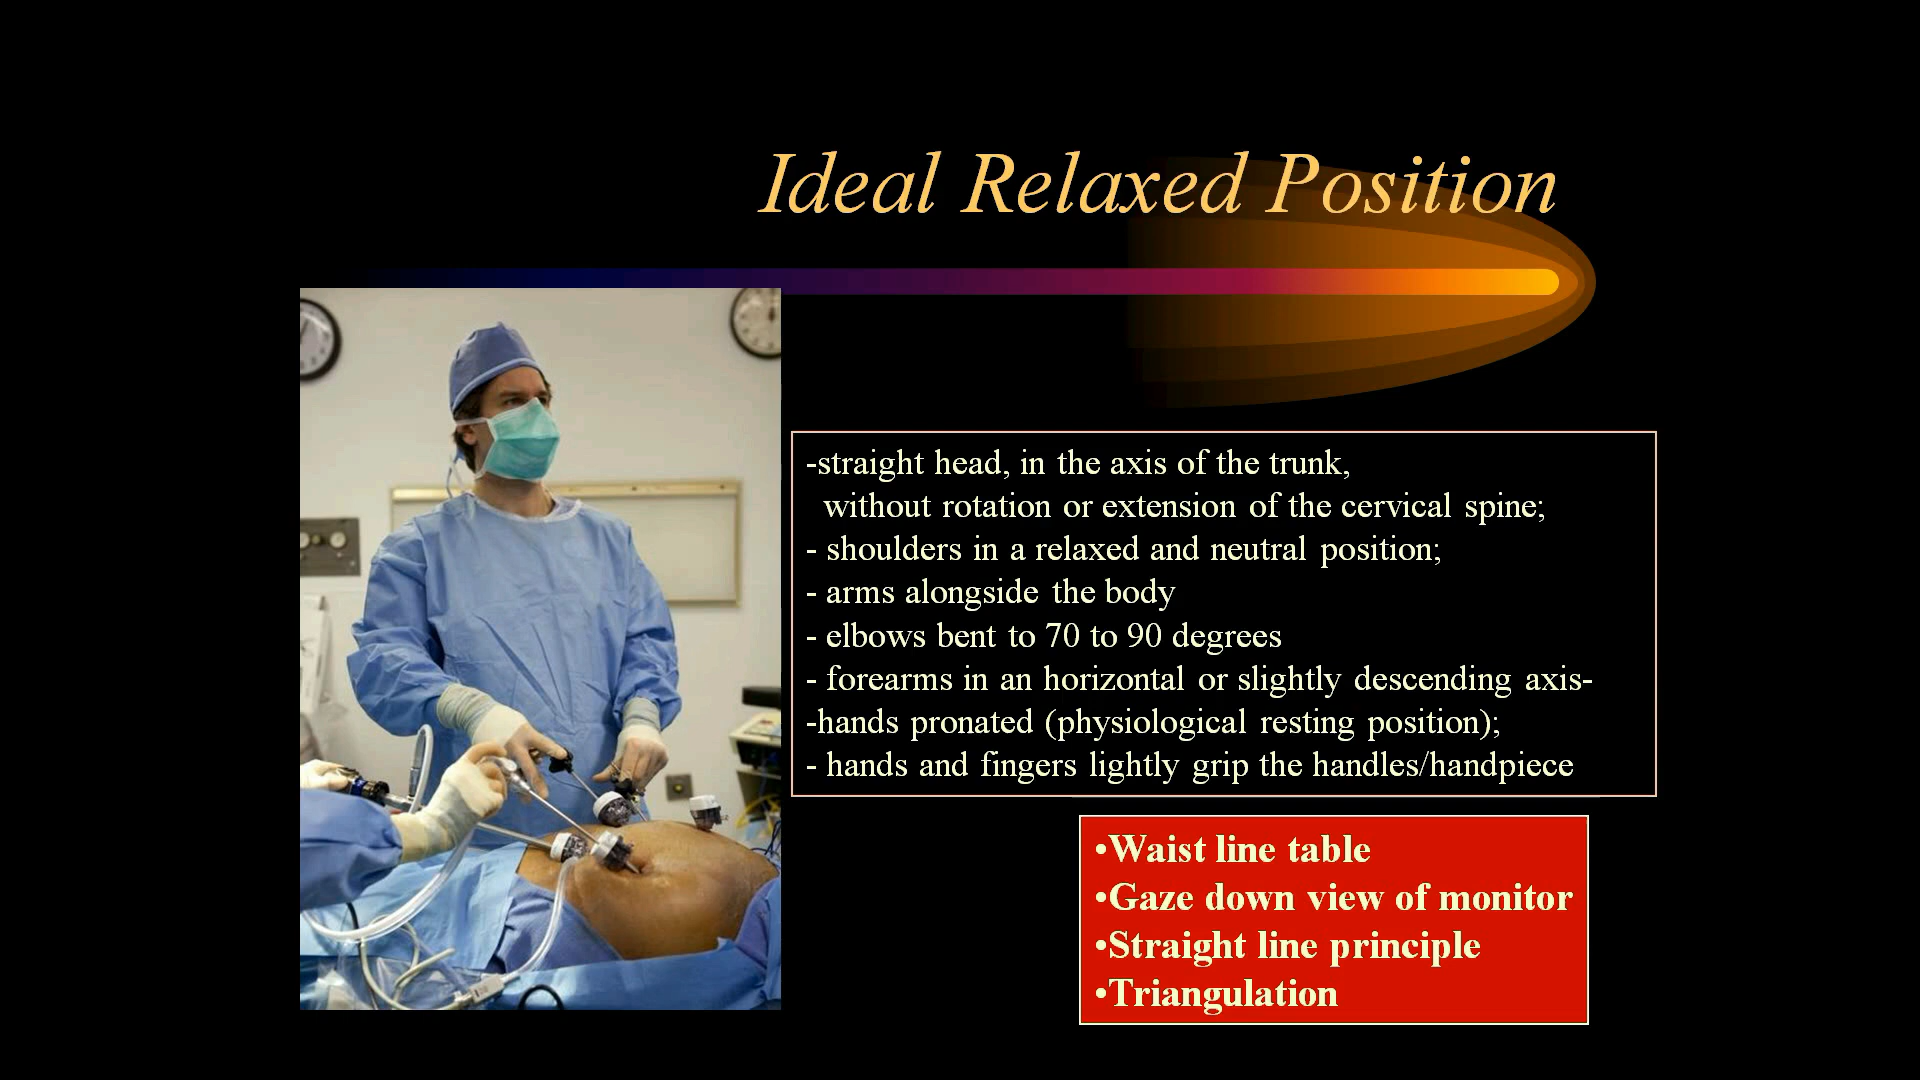 Ideal Relaxed Position
-straight head, in the axis of the trunk,
without rotation or extension of the cervical spine;
- shoulders in a relaxed and neutral position;
- arms alongside the body
- elbows bent to 70 to 90 degrees
- forearms in an horizontal or slightly descending axis-
-hands pronated (physiological resting position);
- hands and fingers lightly grip the handles/handpiece
•Waist line table
•Gaze down view of monitor
•Straight line principle
•Triangulation